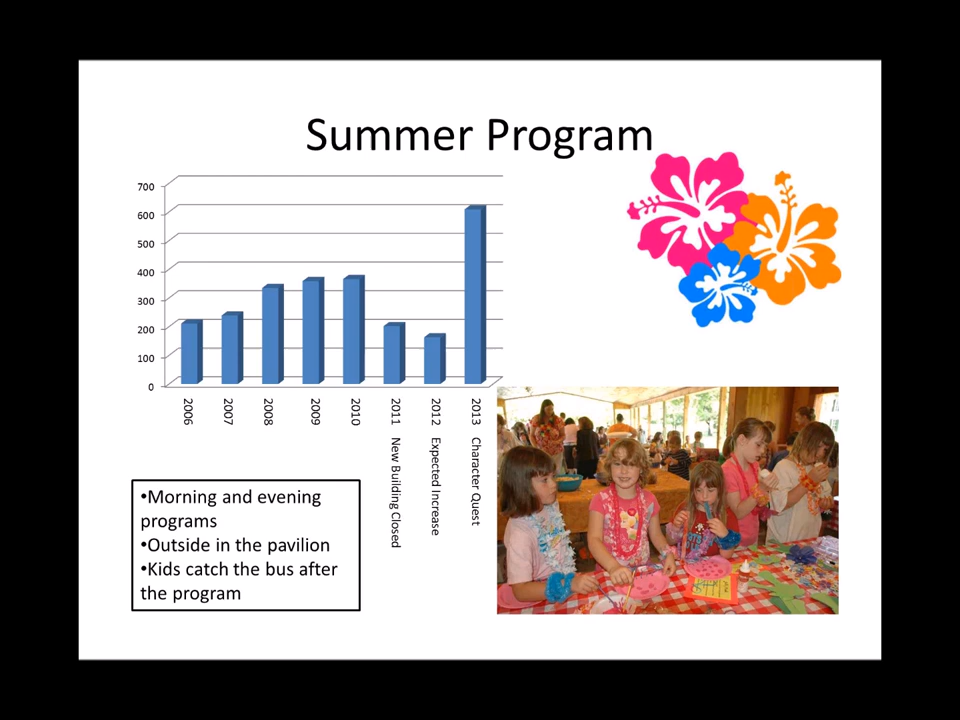 Summer Program
700
600
500
400
300
200
100
0
2006
2007
2008
2009
2010
2011 New Building Closed
2012 Expected Increase
2013 Character Quest
•Morning and evening
programs
•Outside in the pavilion
•Kids catch the bus after
the program